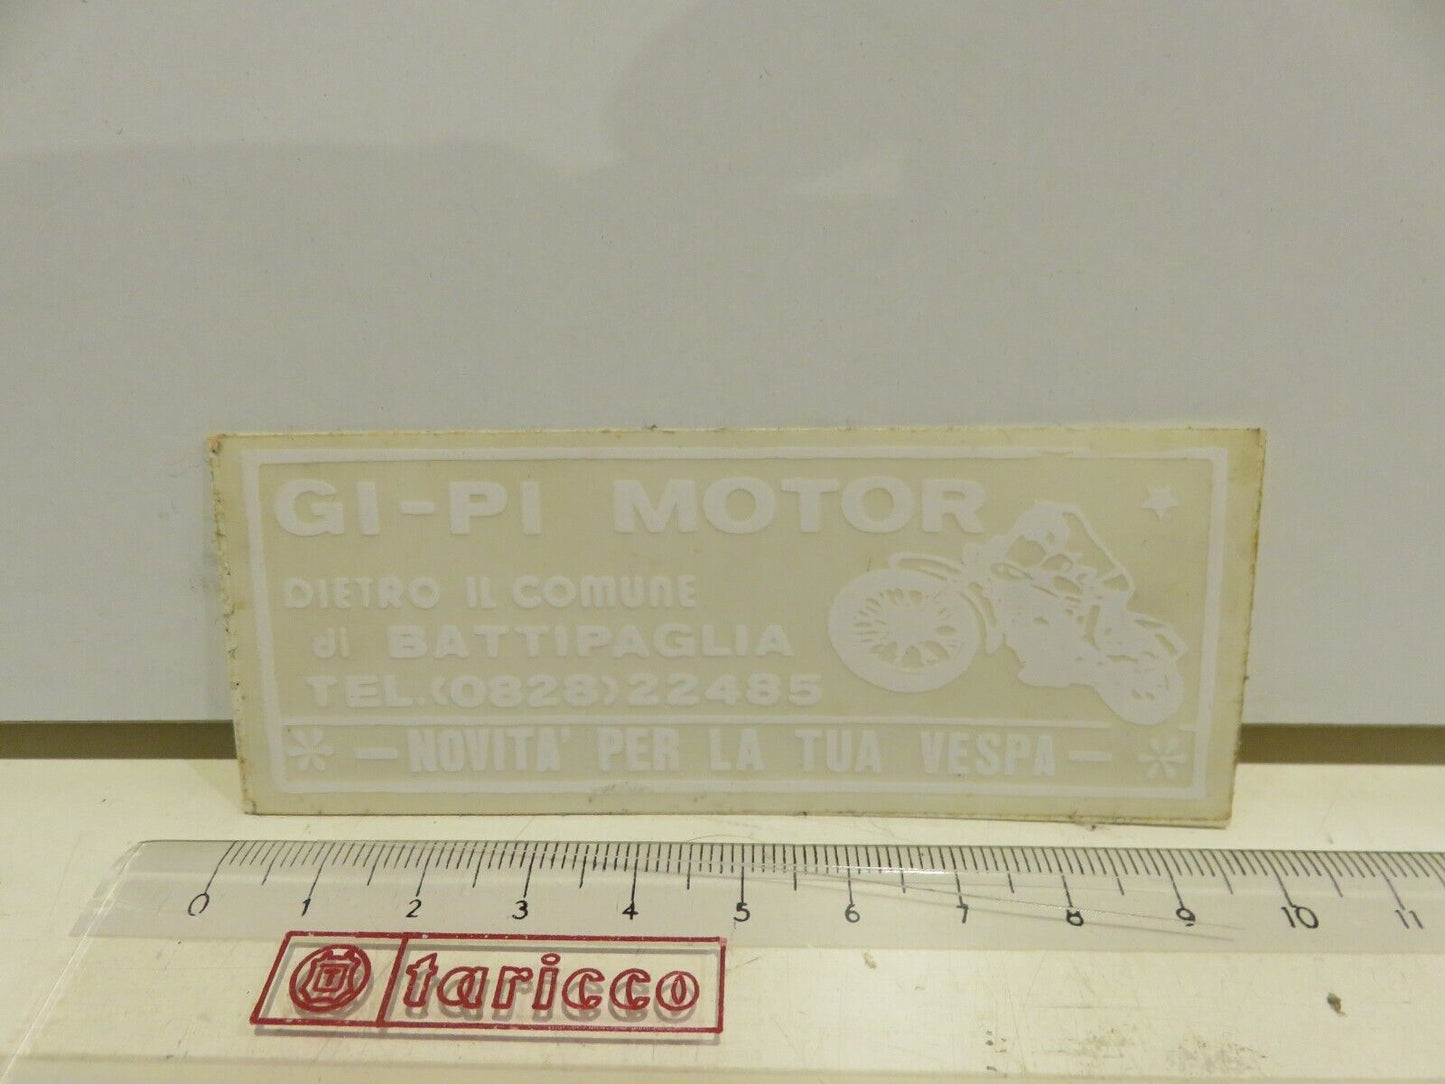 GI-PI MOTOR
DIETRO IL COMUNE
di BATTIPAGLIA
TEL.(0828)22485
* - NOVITA' PER LA TUA VESPA - *
0 1 2 3 4 5 6 7 8 9 10 11
T taricco